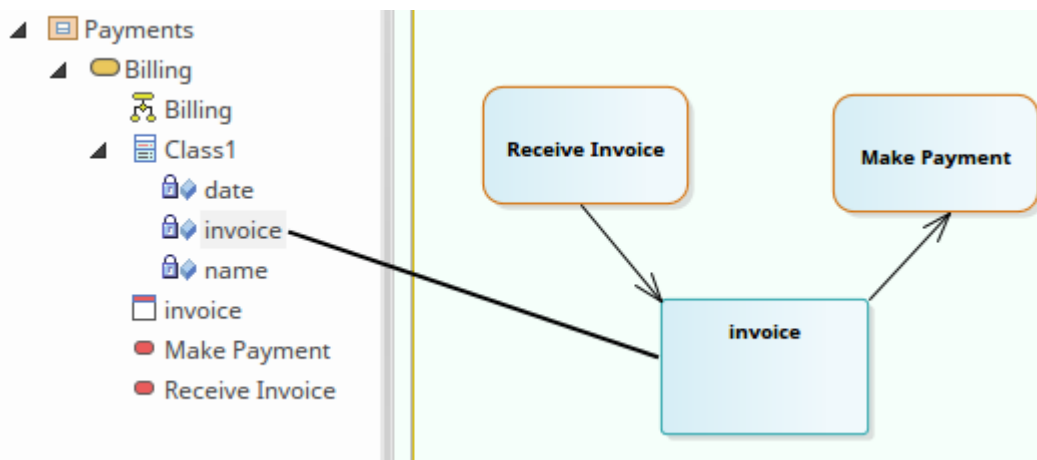 Payments
Billing
Billing
Class1
date
invoice
name
invoice
Make Payment
Receive Invoice
Receive Invoice
Make Payment
invoice